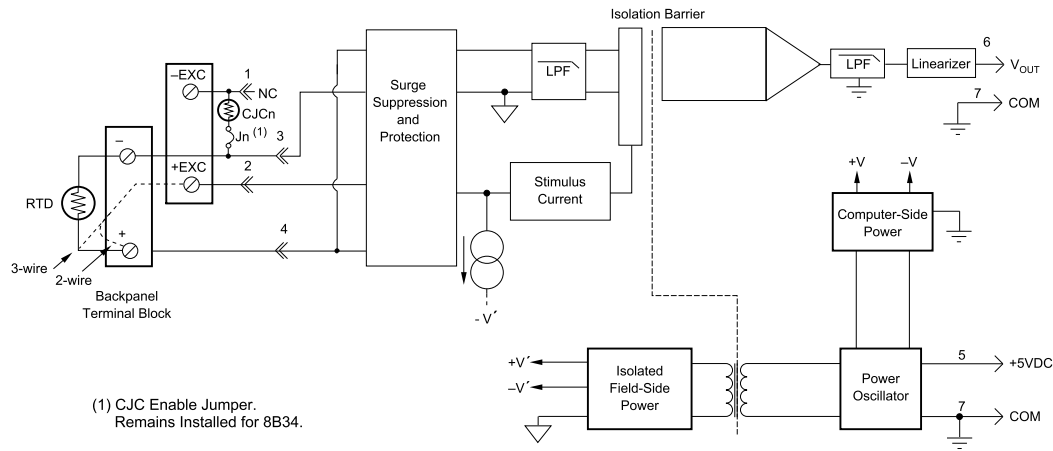 Isolation Barrier
–EXC
1
NC
CJCn
Jn (1)
3
–
+EXC
2
RTD
+
4
3-wire
2-wire
Backpanel
Terminal Block
Surge
Suppression
and
Protection
LPF
Stimulus
Current
- V´
LPF
Linearizer
6
VOUT
7
COM
+V
–V
Computer-Side
Power
+V´
–V´
Isolated
Field-Side
Power
Power
Oscillator
5
+5VDC
7
COM
(1) CJC Enable Jumper.
Remains Installed for 8B34.